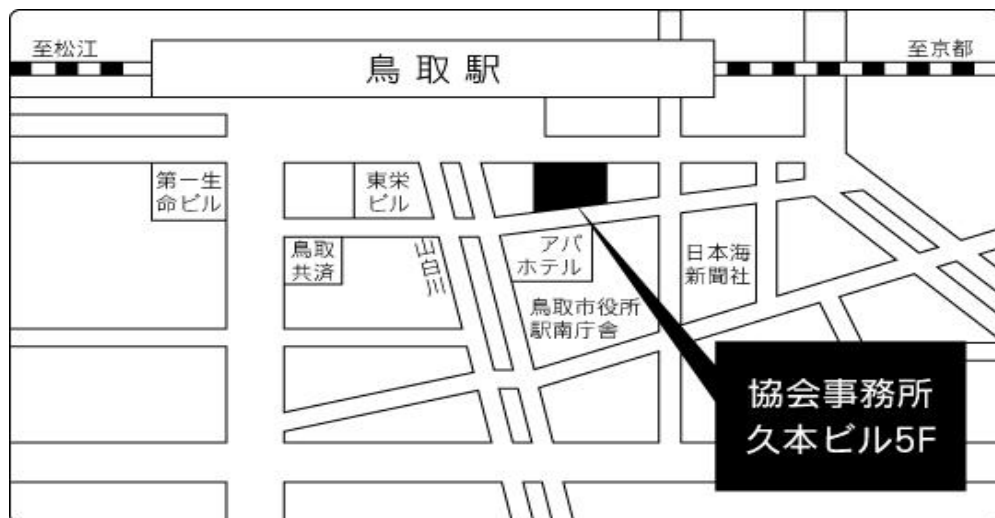 至松江
鳥取駅
至京都
第一生
命ビル
東栄
ビル
鳥取
共済
山白川
アパ
ホテル
日本海
新聞社
鳥取市役所
駅南庁舎
協会事務所
久本ビル5F